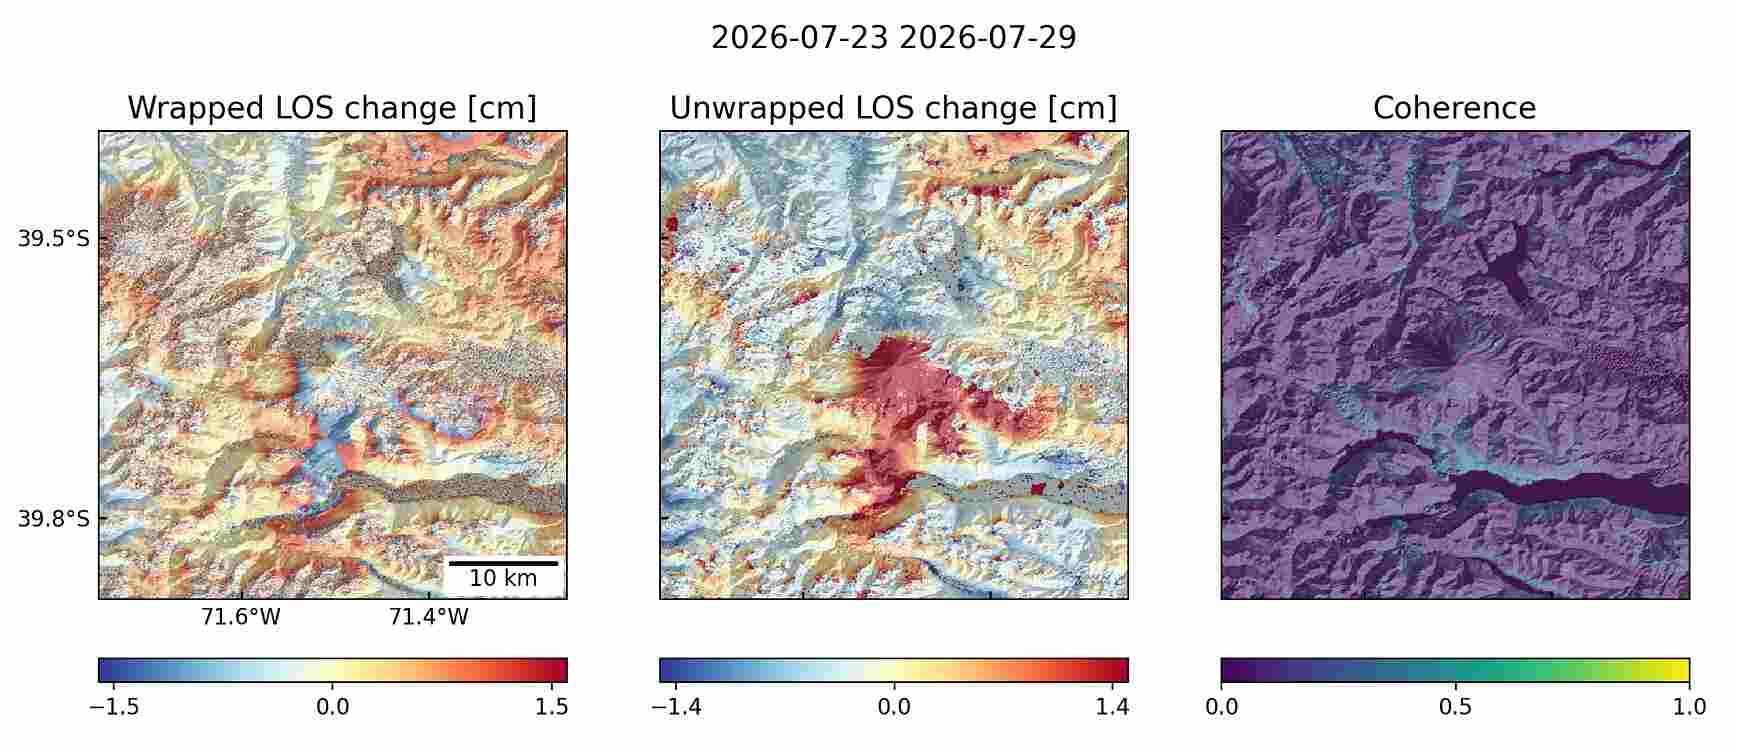 2026-07-23 2026-07-29
Wrapped LOS change [cm]
Unwrapped LOS change [cm]
Coherence
39.5°S
39.8°S
10 km
71.6°W
71.4°W
−1.5
0.0
1.5
−1.4
0.0
1.4
0.0
0.5
1.0